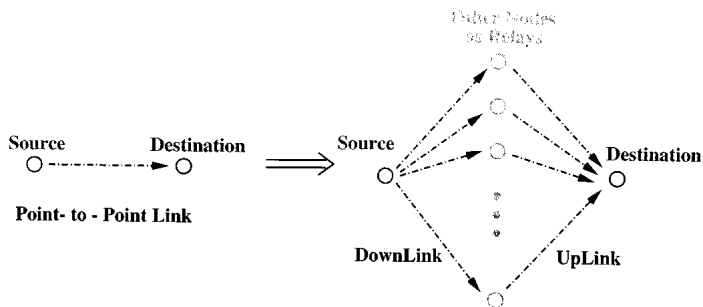 Other Nodes
as Relays
Source
Destination
Point- to - Point Link
Source
Destination
DownLink
UpLink